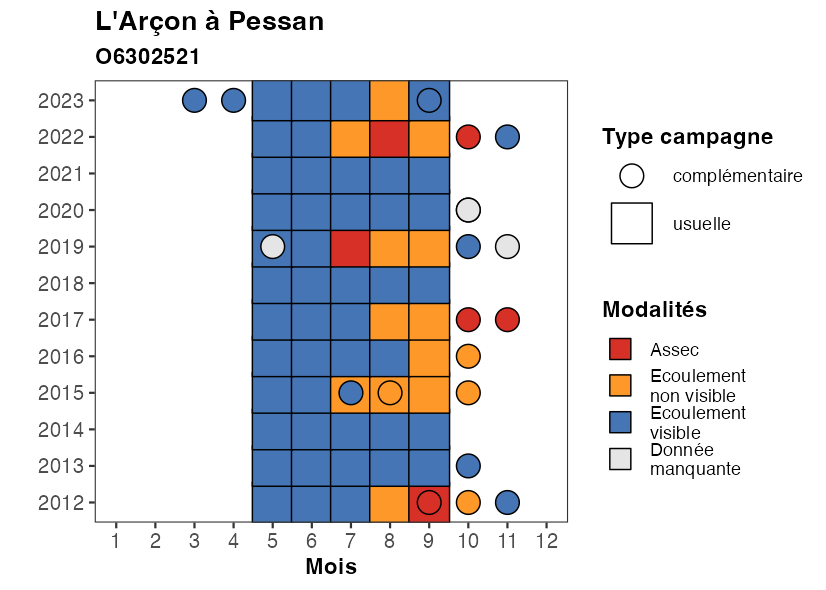 L'Arçon à Pessan
O6302521
2023
2022
2021
2020
2019
2018
2017
2016
2015
2014
2013
2012
1 2 3 4 5 6 7 8 9 10 11 12
Mois
Type campagne
complémentaire
usuelle
Modalités
Assec
Ecoulement
non visible
Ecoulement
visible
Donnée
manquante